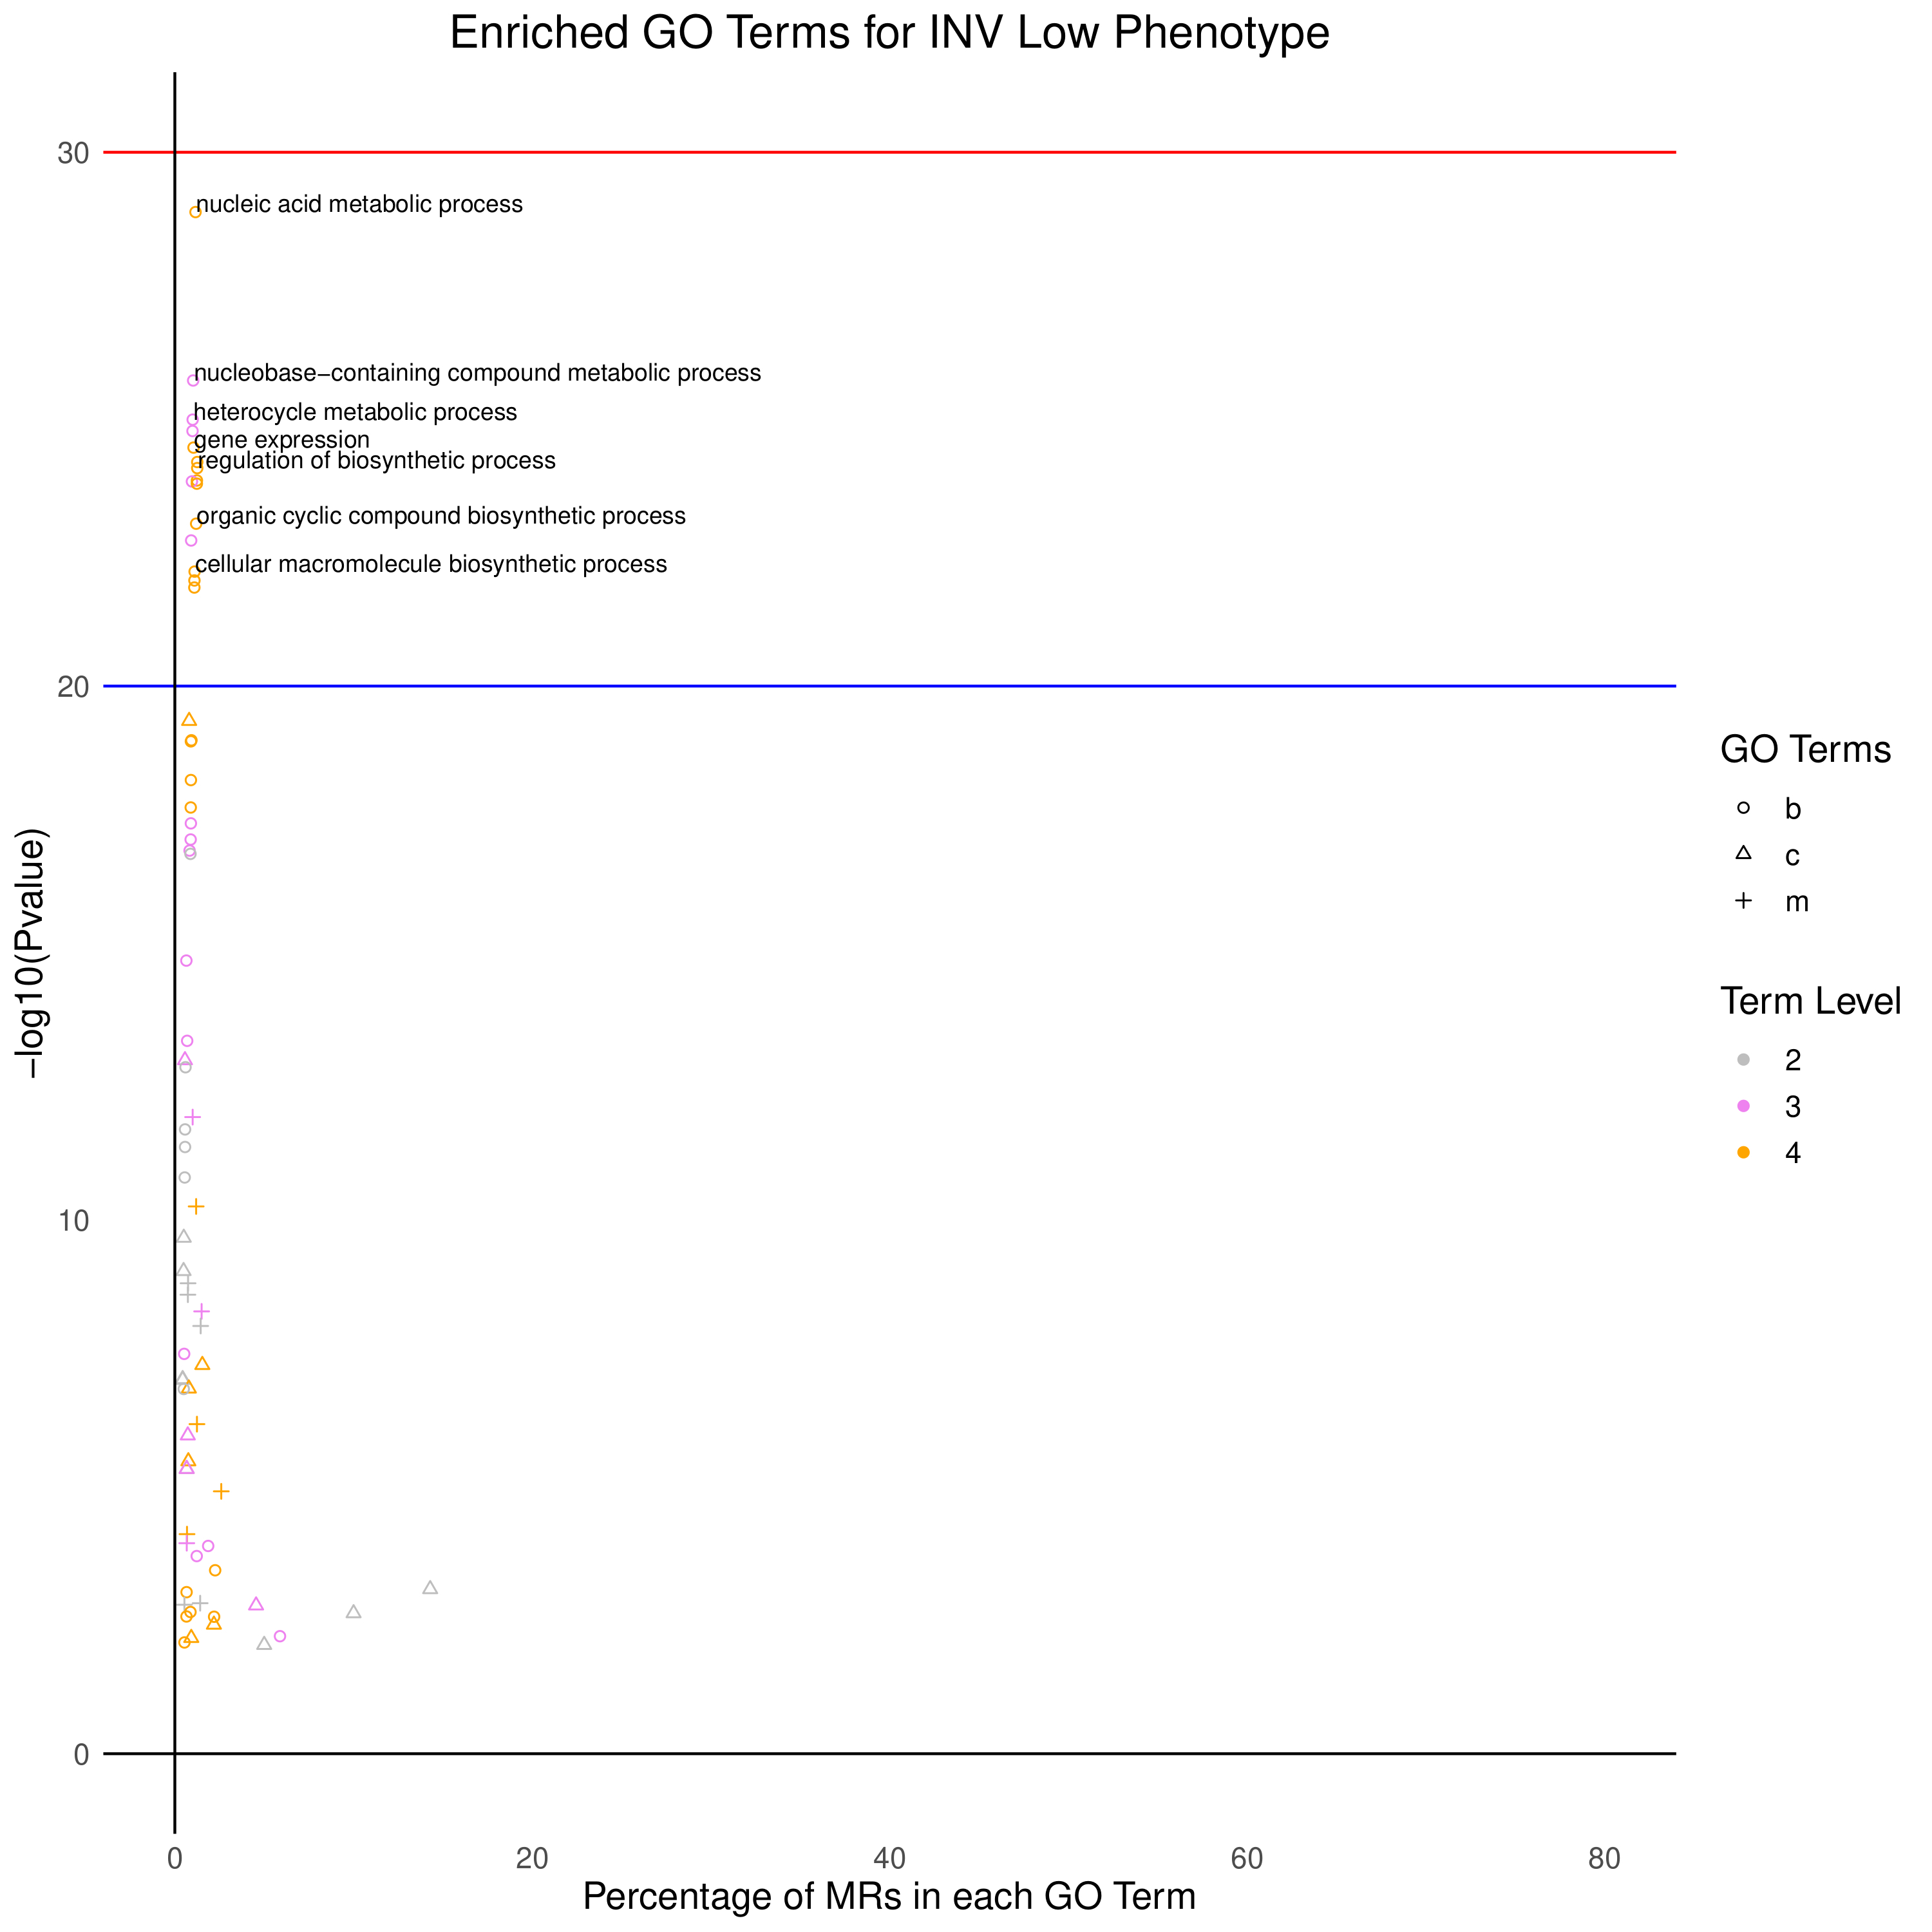 Enriched GO Terms for INV Low Phenotype
30
nucleic acid metabolic process
nucleobase−containing compound metabolic process
heterocycle metabolic process
gene expression
regulation of biosynthetic process
organic cyclic compound biosynthetic process
cellular macromolecule biosynthetic process
20
10
0
−log10(Pvalue)
GO Terms
b
c
m
Term Level
2
3
4
0 20 40 60 80
Percentage of MRs in each GO Term